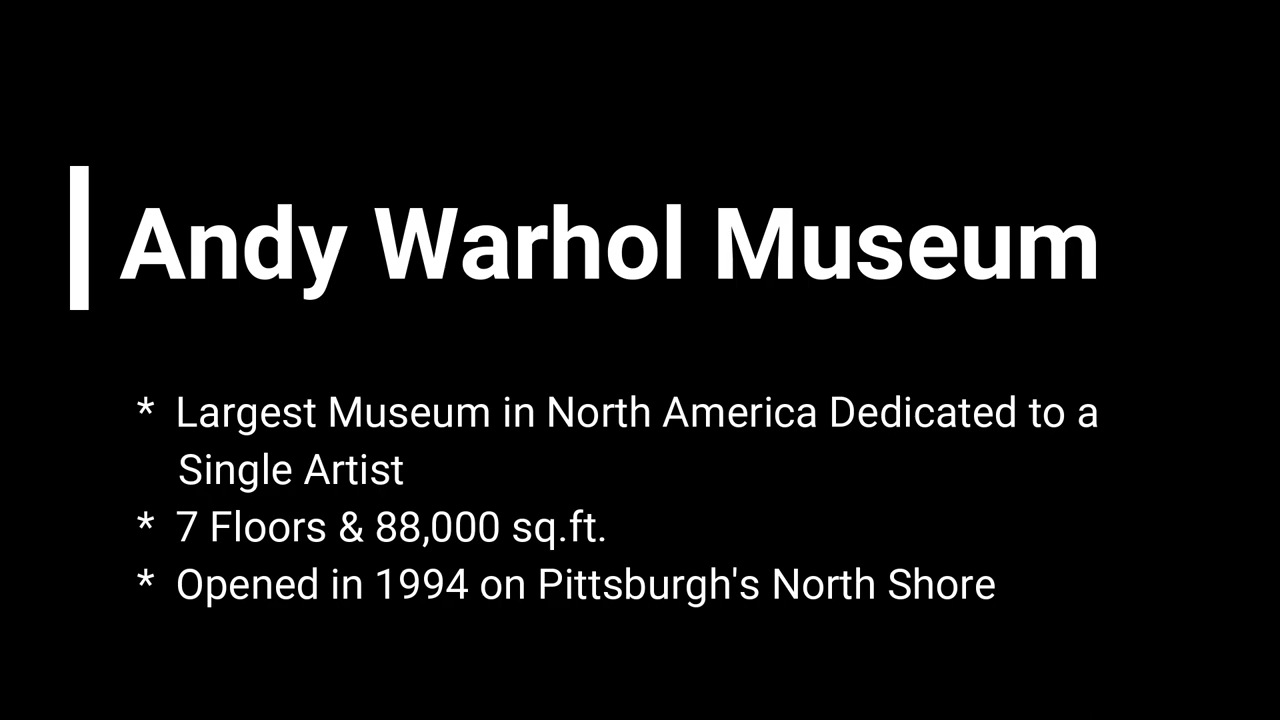 Andy Warhol Museum
* Largest Museum in North America Dedicated to a
Single Artist
* 7 Floors & 88,000 sq.ft.
* Opened in 1994 on Pittsburgh's North Shore